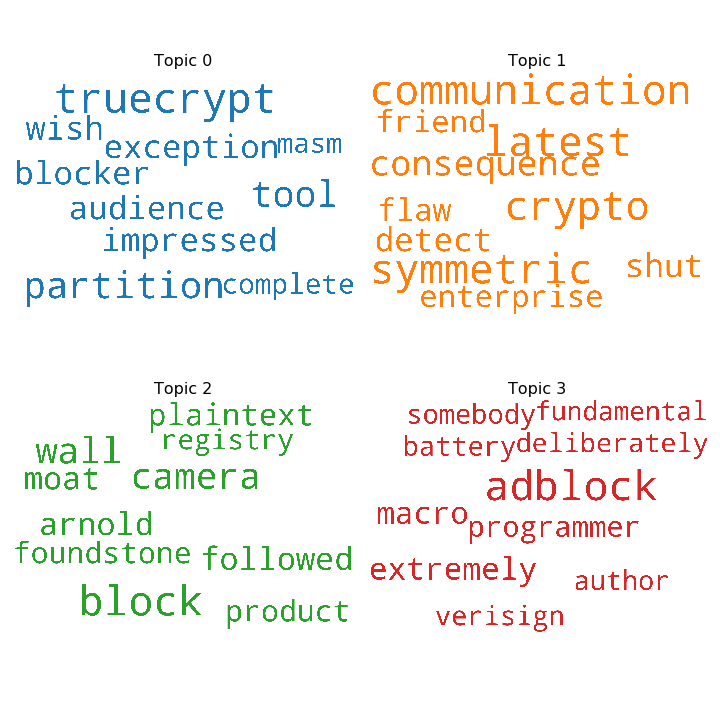 Topic 0
truecrypt
wish
exception masm
blocker
tool
audience
impressed
partition complete
Topic 1
communication
friend
latest
consequence
crypto
flaw
detect
symmetric shut
enterprise
Topic 2
plaintext
registry
wall
moat camera
arnold
foundstone followed
block product
Topic 3
somebody fundamental
battery deliberately
adblock
macro programmer
extremely author
verisign